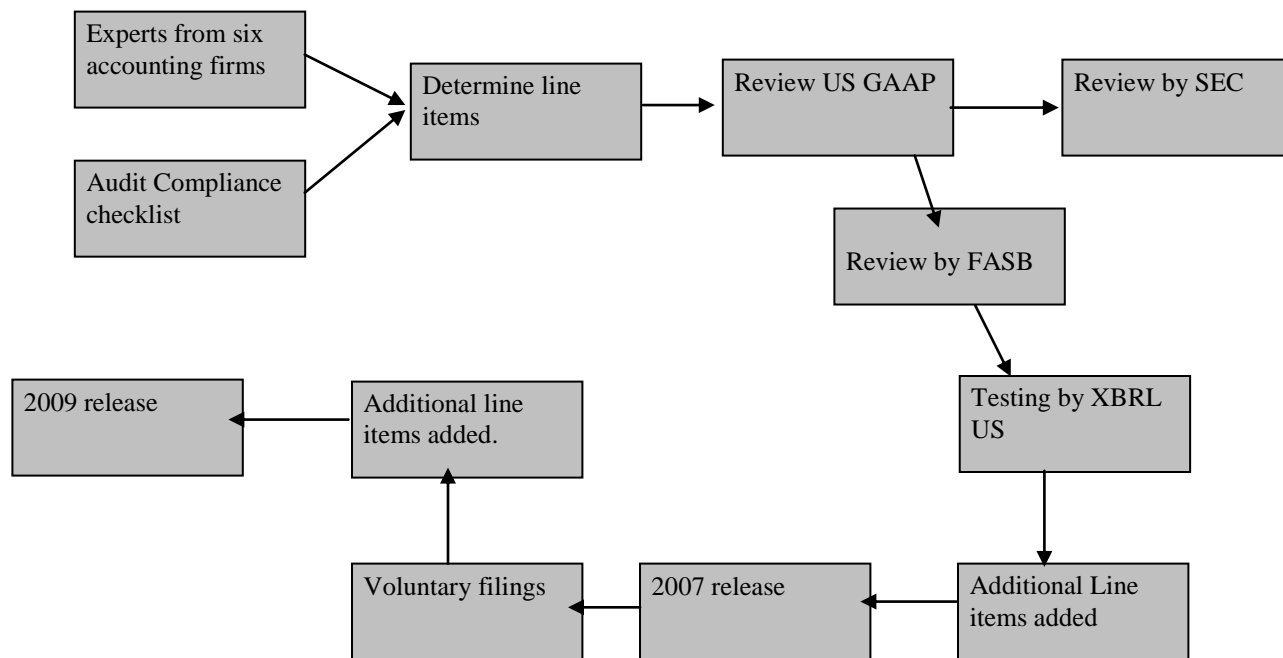 Experts from six
accounting firms
Determine line
items
Review US GAAP
Review by SEC
Audit Compliance
checklist
Review by FASB
Testing by XBRL
US
Additional Line
items added
2007 release
Voluntary filings
Additional line
items added.
2009 release